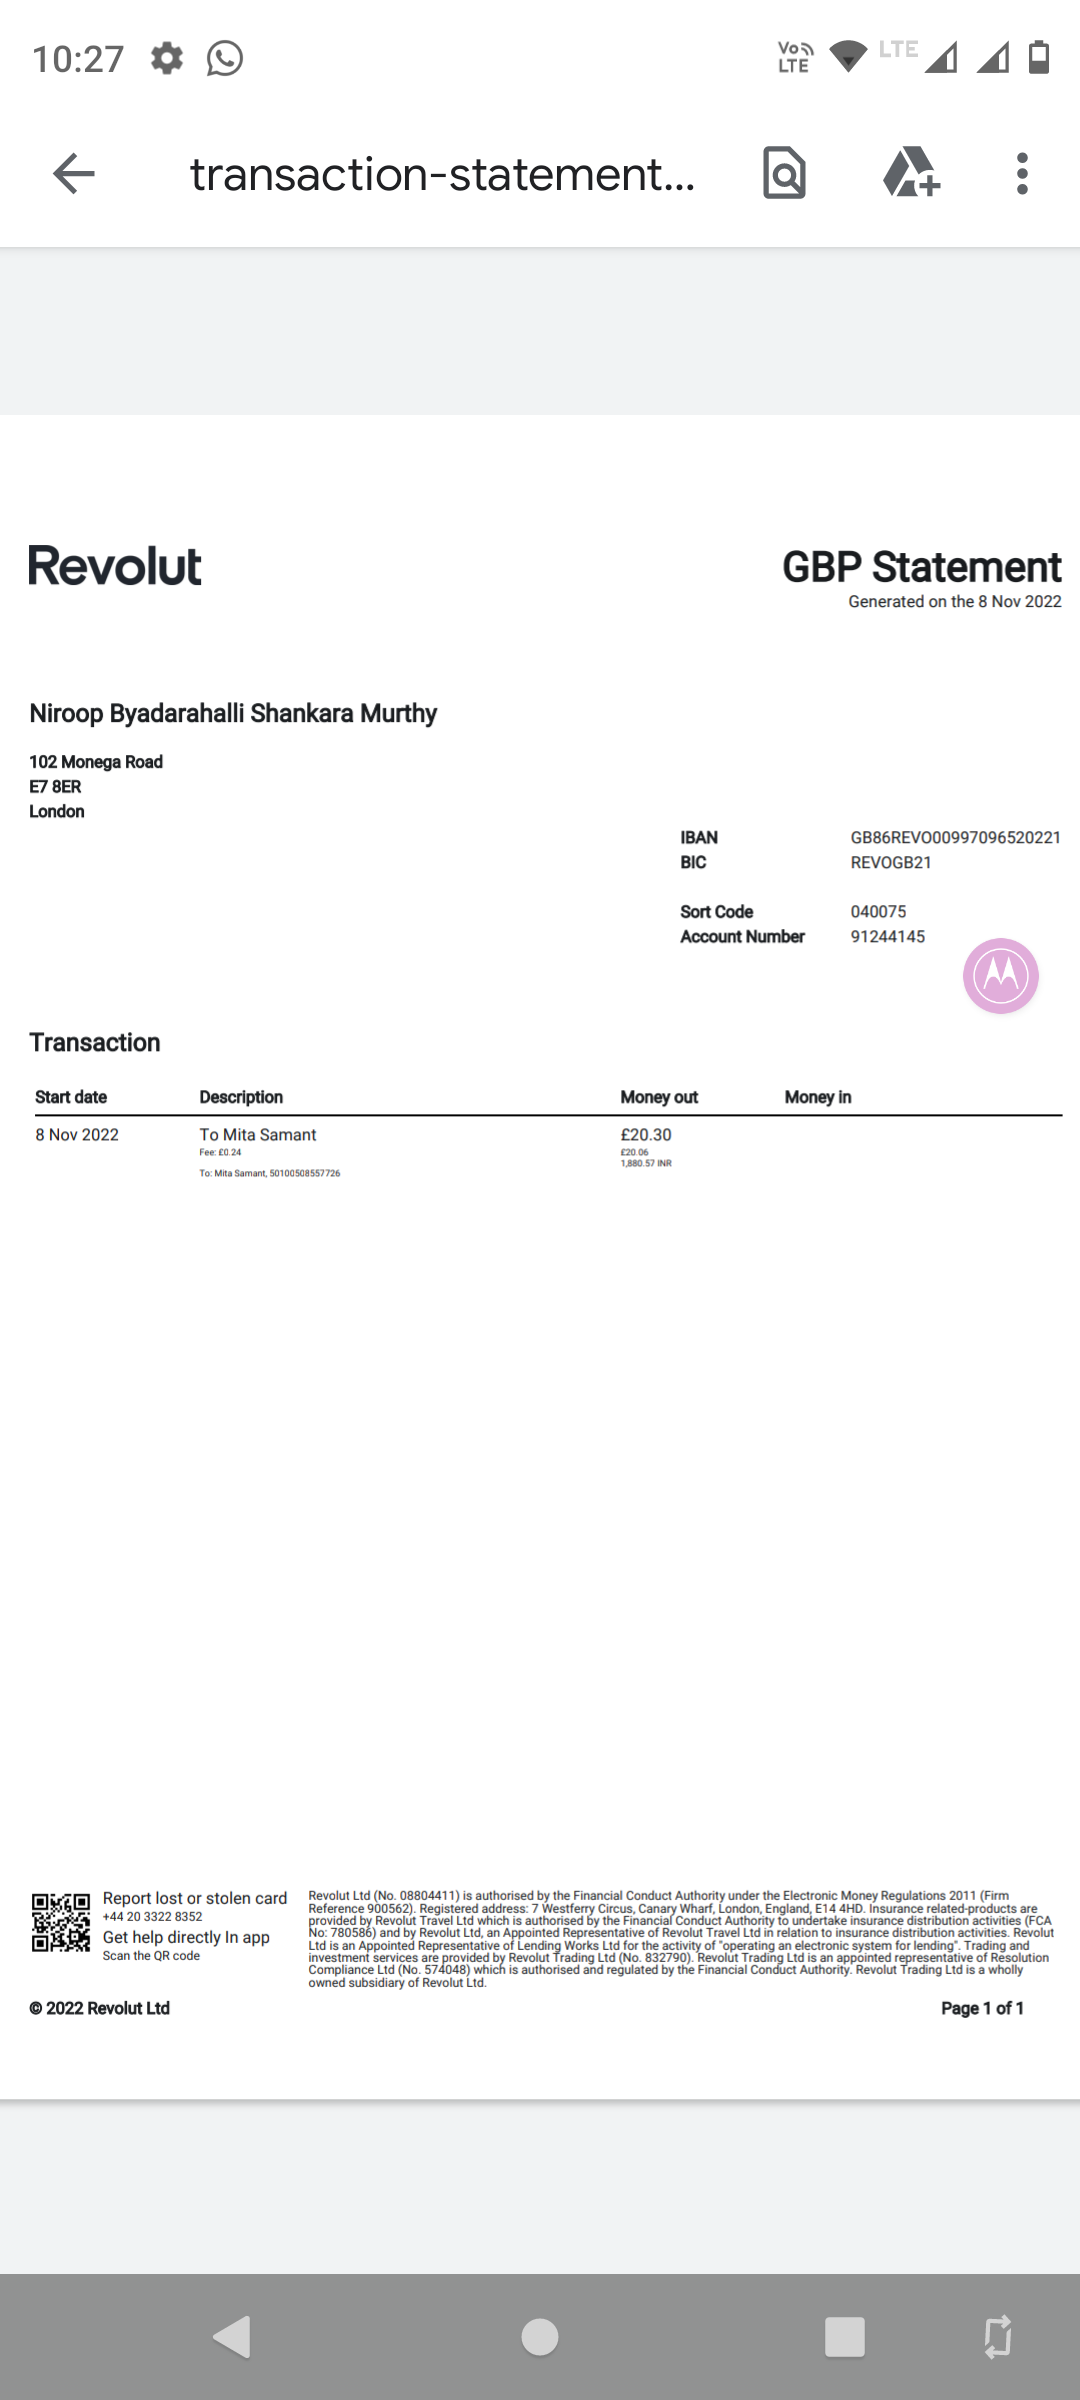 10:27
Vo LTE
LTE
transaction-statement...
Revolut
GBP Statement
Generated on the 8 Nov 2022
Niroop Byadarahalli Shankara Murthy
102 Monega Road
E7 8ER
London
IBAN GB86REVO00997096520221
BIC REVOGB21
Sort Code 040075
Account Number 91244145
Transaction
Start date Description Money out Money in
8 Nov 2022 To Mita Samant £20.30
Fee: £0.24 £20.06
1,880.57 INR
To: Mita Samant, 50100508557726
Report lost or stolen card
+44 20 3322 8352
Get help directly In app
Scan the QR code
Revolut Ltd (No. 08804411) is authorised by the Financial Conduct Authority under the Electronic Money Regulations 2011 (Firm
Reference 900562). Registered address: 7 Westferry Circus, Canary Wharf, London, England, E14 4HD. Insurance related-products are
provided by Revolut Travel Ltd which is authorised by the Financial Conduct Authority to undertake insurance distribution activities (FCA
No: 780586) and by Revolut Ltd, an Appointed Representative of Revolut Travel Ltd in relation to insurance distribution activities. Revolut
Ltd is an Appointed Representative of Lending Works Ltd for the activity of "operating an electronic system for lending". Trading and
investment services are provided by Revolut Trading Ltd (No. 832790). Revolut Trading Ltd is an appointed representative of Resolution
Compliance Ltd (No. 574048) which is authorised and regulated by the Financial Conduct Authority. Revolut Trading Ltd is a wholly
owned subsidiary of Revolut Ltd.
© 2022 Revolut Ltd
Page 1 of 1